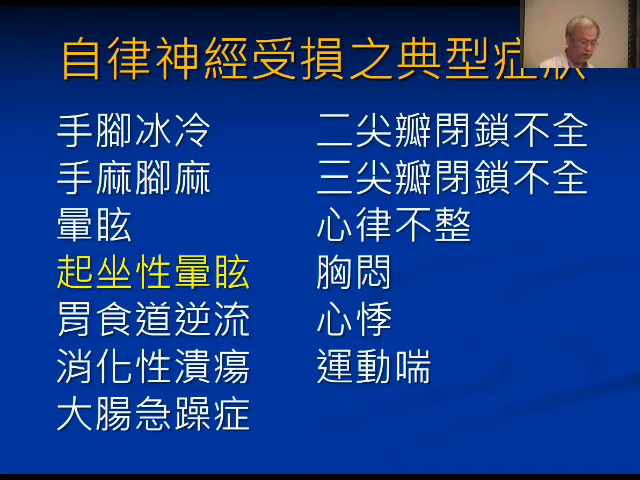 自律神經受損之典型症狀
手腳冰冷
手麻腳麻
暈眩
起坐性暈眩
胃食道逆流
消化性潰瘍
大腸急躁症
二尖瓣閉鎖不全
三尖瓣閉鎖不全
心律不整
胸悶
心悸
運動喘